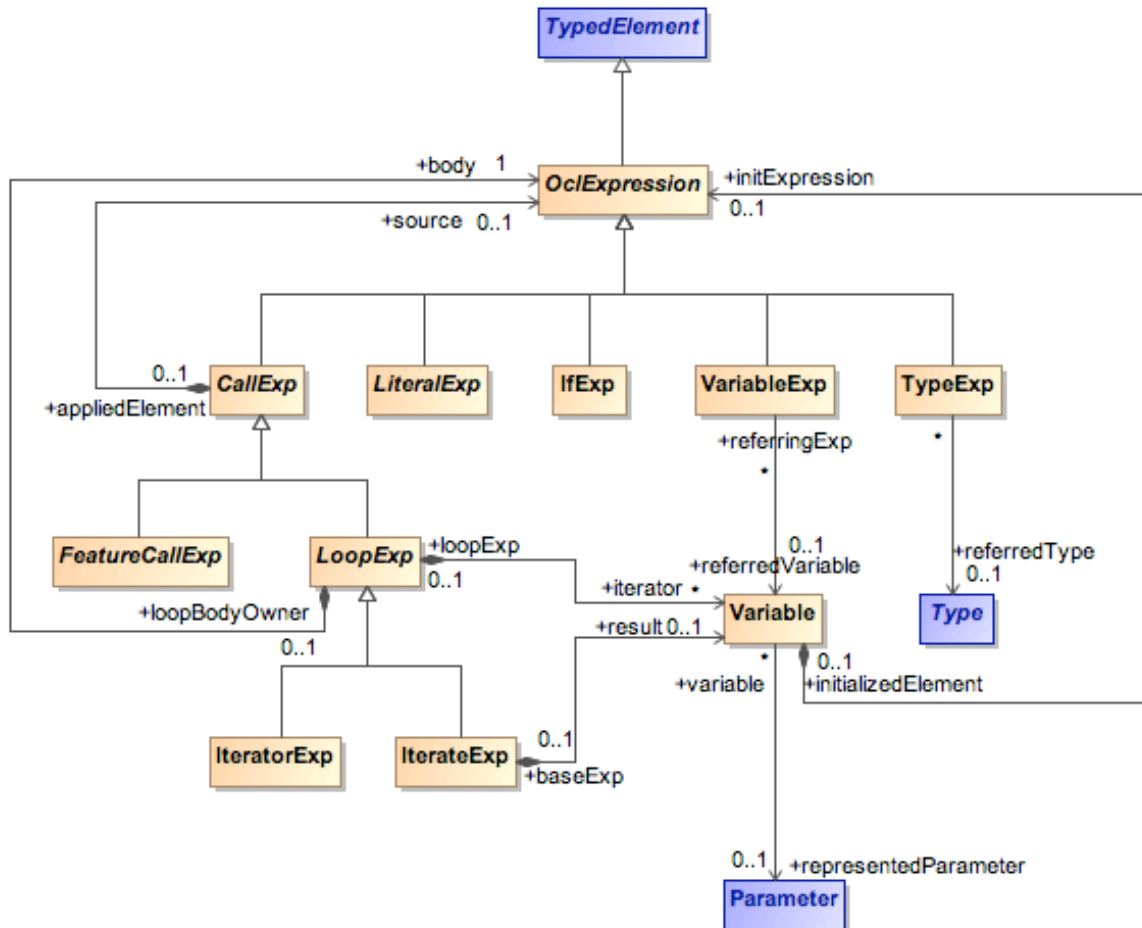 TypedElement
+body 1
OclExpression
+initExpression
0..1
+source 0..1
0..1
CallExp
LiteralExp
IfExp
VariableExp
TypeExp
+appliedElement
+referringExp
*
*
FeatureCallExp
LoopExp
+loopExp
0..1
0..1
+referredVariable
+referredType
0..1
+iterator *
+loopBodyOwner
0..1
+result 0..1
Variable
Type
*
0..1
+variable
+initializedElement
IteratorExp
IterateExp
0..1
+baseExp
0..1
+representedParameter
Parameter